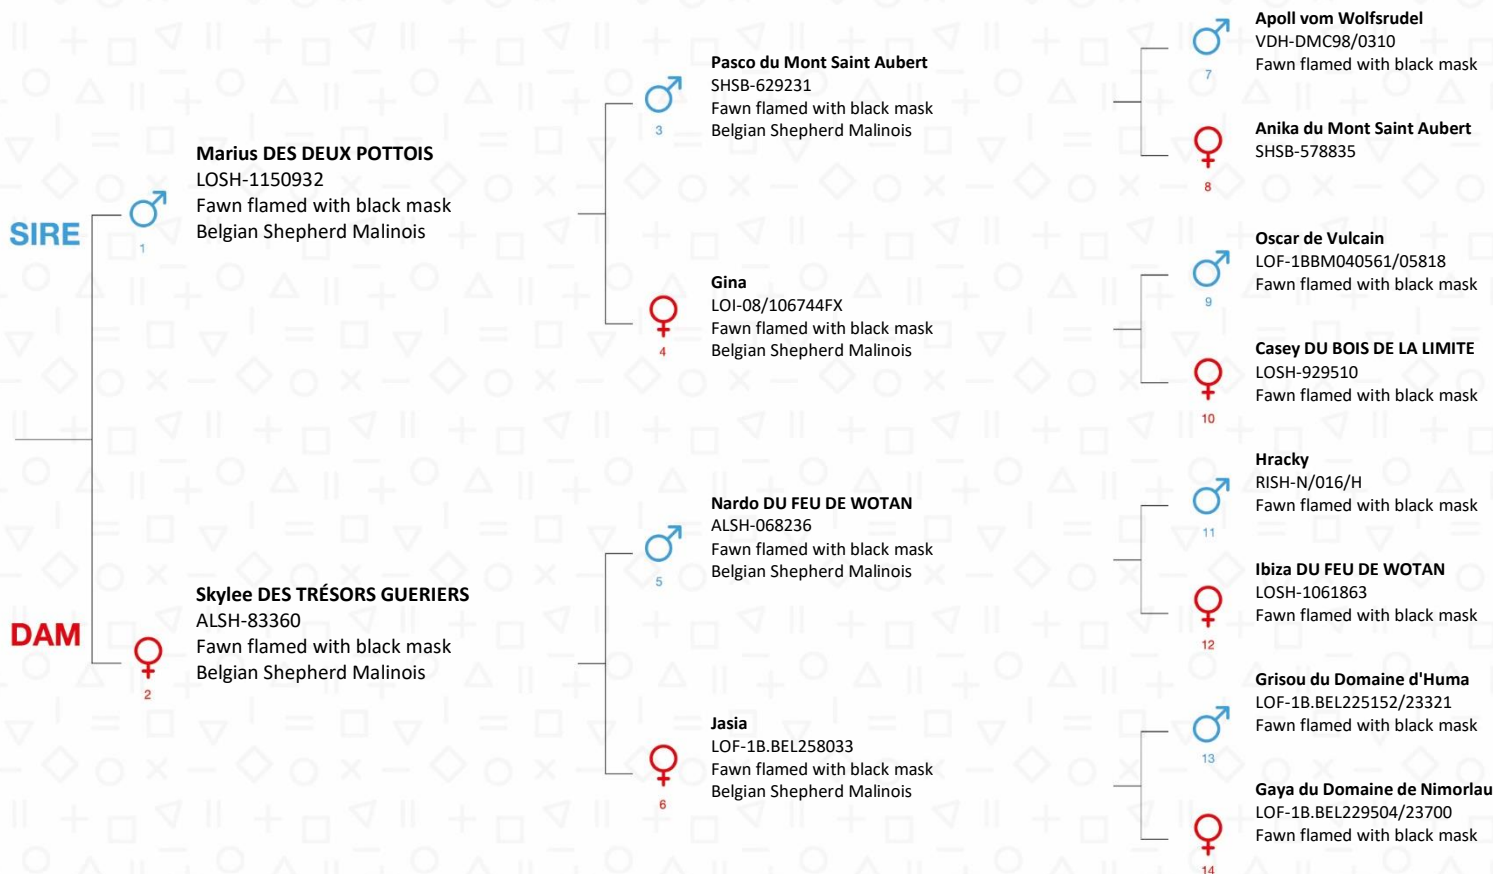 SIRE
1
Marius DES DEUX POTTOIS
LOSH-1150932
Fawn flamed with black mask
Belgian Shepherd Malinois
DAM
2
Skylee DES TRÉSORS GUERIERS
ALSH-83360
Fawn flamed with black mask
Belgian Shepherd Malinois
3
Pasco du Mont Saint Aubert
SHSB-629231
Fawn flamed with black mask
Belgian Shepherd Malinois
4
Gina
LOI-08/106744FX
Fawn flamed with black mask
Belgian Shepherd Malinois
5
Nardo DU FEU DE WOTAN
ALSH-068236
Fawn flamed with black mask
Belgian Shepherd Malinois
6
Jasia
LOF-1B.BEL258033
Fawn flamed with black mask
Belgian Shepherd Malinois
7
Apoll vom Wolfsrudel
VDH-DMC98/0310
Fawn flamed with black mask
8
Anika du Mont Saint Aubert
SHSB-578835
9
Oscar de Vulcain
LOF-1BBM040561/05818
Fawn flamed with black mask
10
Casey DU BOIS DE LA LIMITE
LOSH-929510
Fawn flamed with black mask
11
Hracky
RISH-N/016/H
Fawn flamed with black mask
12
Ibiza DU FEU DE WOTAN
LOSH-1061863
Fawn flamed with black mask
13
Grisou du Domaine d'Huma
LOF-1B.BEL225152/23321
Fawn flamed with black mask
14
Gaya du Domaine de Nimorlau
LOF-1B.BEL229504/23700
Fawn flamed with black mask